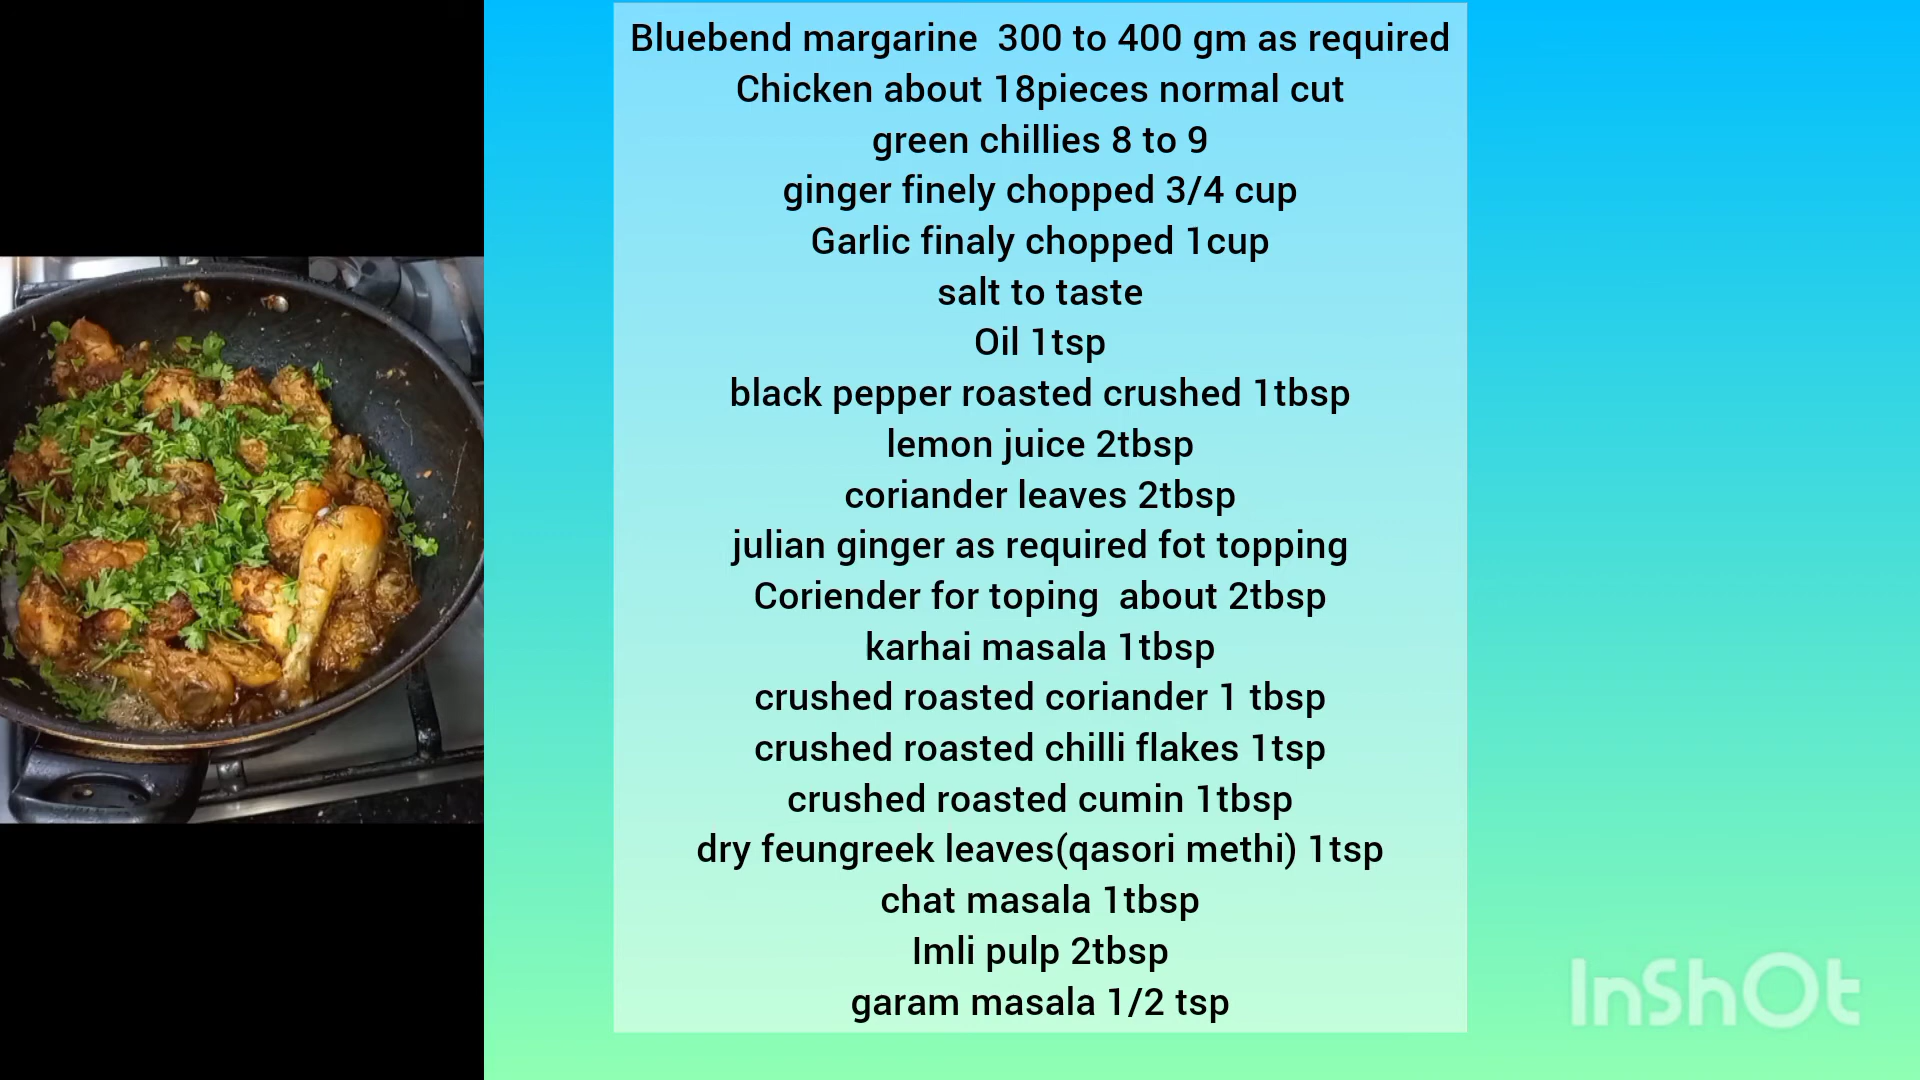 Bluebend margarine  300 to 400 gm as required
Chicken about 18pieces normal cut
green chillies 8 to 9
ginger finely chopped 3/4 cup
Garlic finaly chopped 1cup
salt to taste
Oil 1tsp
black pepper roasted crushed 1tbsp
lemon juice 2tbsp
coriander leaves 2tbsp
julian ginger as required fot topping
Coriender for toping  about 2tbsp
karhai masala 1tbsp
crushed roasted coriander 1 tbsp
crushed roasted chilli flakes 1tsp
crushed roasted cumin 1tbsp
dry feungreek leaves(qasori methi) 1tsp
chat masala 1tbsp
Imli pulp 2tbsp
garam masala 1/2 tsp
InShOt